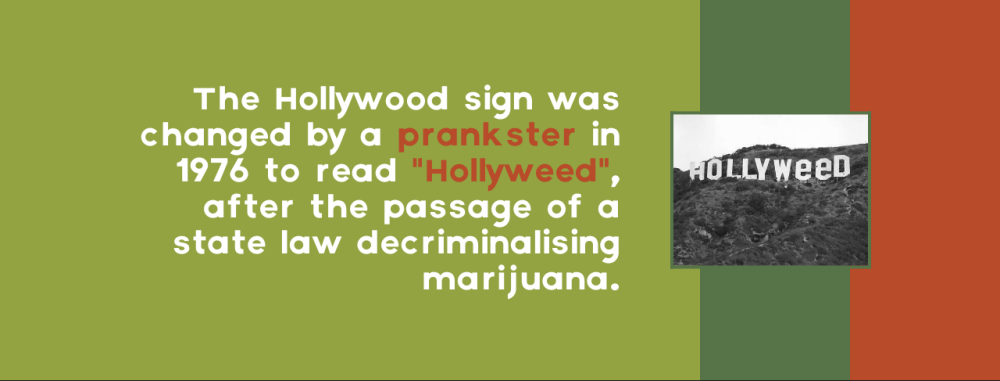 The Hollywood sign was
changed by a prankster in
1976 to read "Hollyweed",
after the passage of a
state law decriminalising
marijuana.
HOLLYWeeD